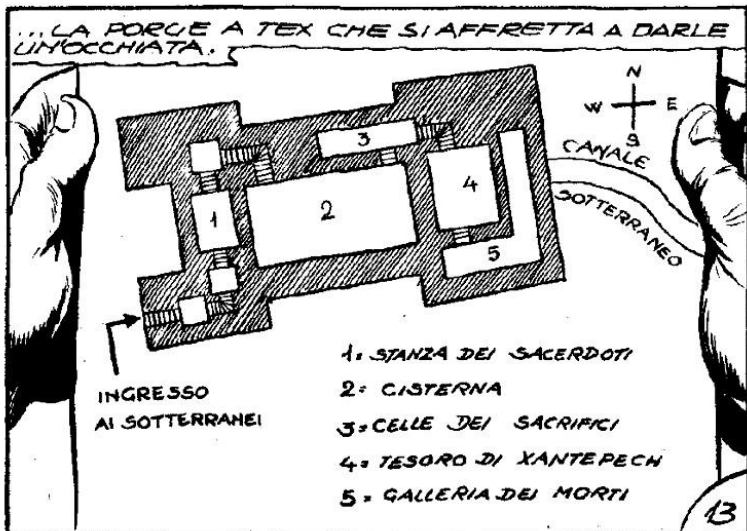 ...LA PORGE A TEX CHE SI AFFRETTA A DARLE
UN'OCCHIATA.
N
W E
S
CANALE
SOTTERRANEO
3
4
1
2
5
INGRESSO
AI SOTTERRANEI
1= STANZA DEI SACERDOTI
2= CISTERNA
3= CELLE DEI SACRIFICI
4= TESORO DI XANTEPECH
5= GALLERIA DEI MORTI
13